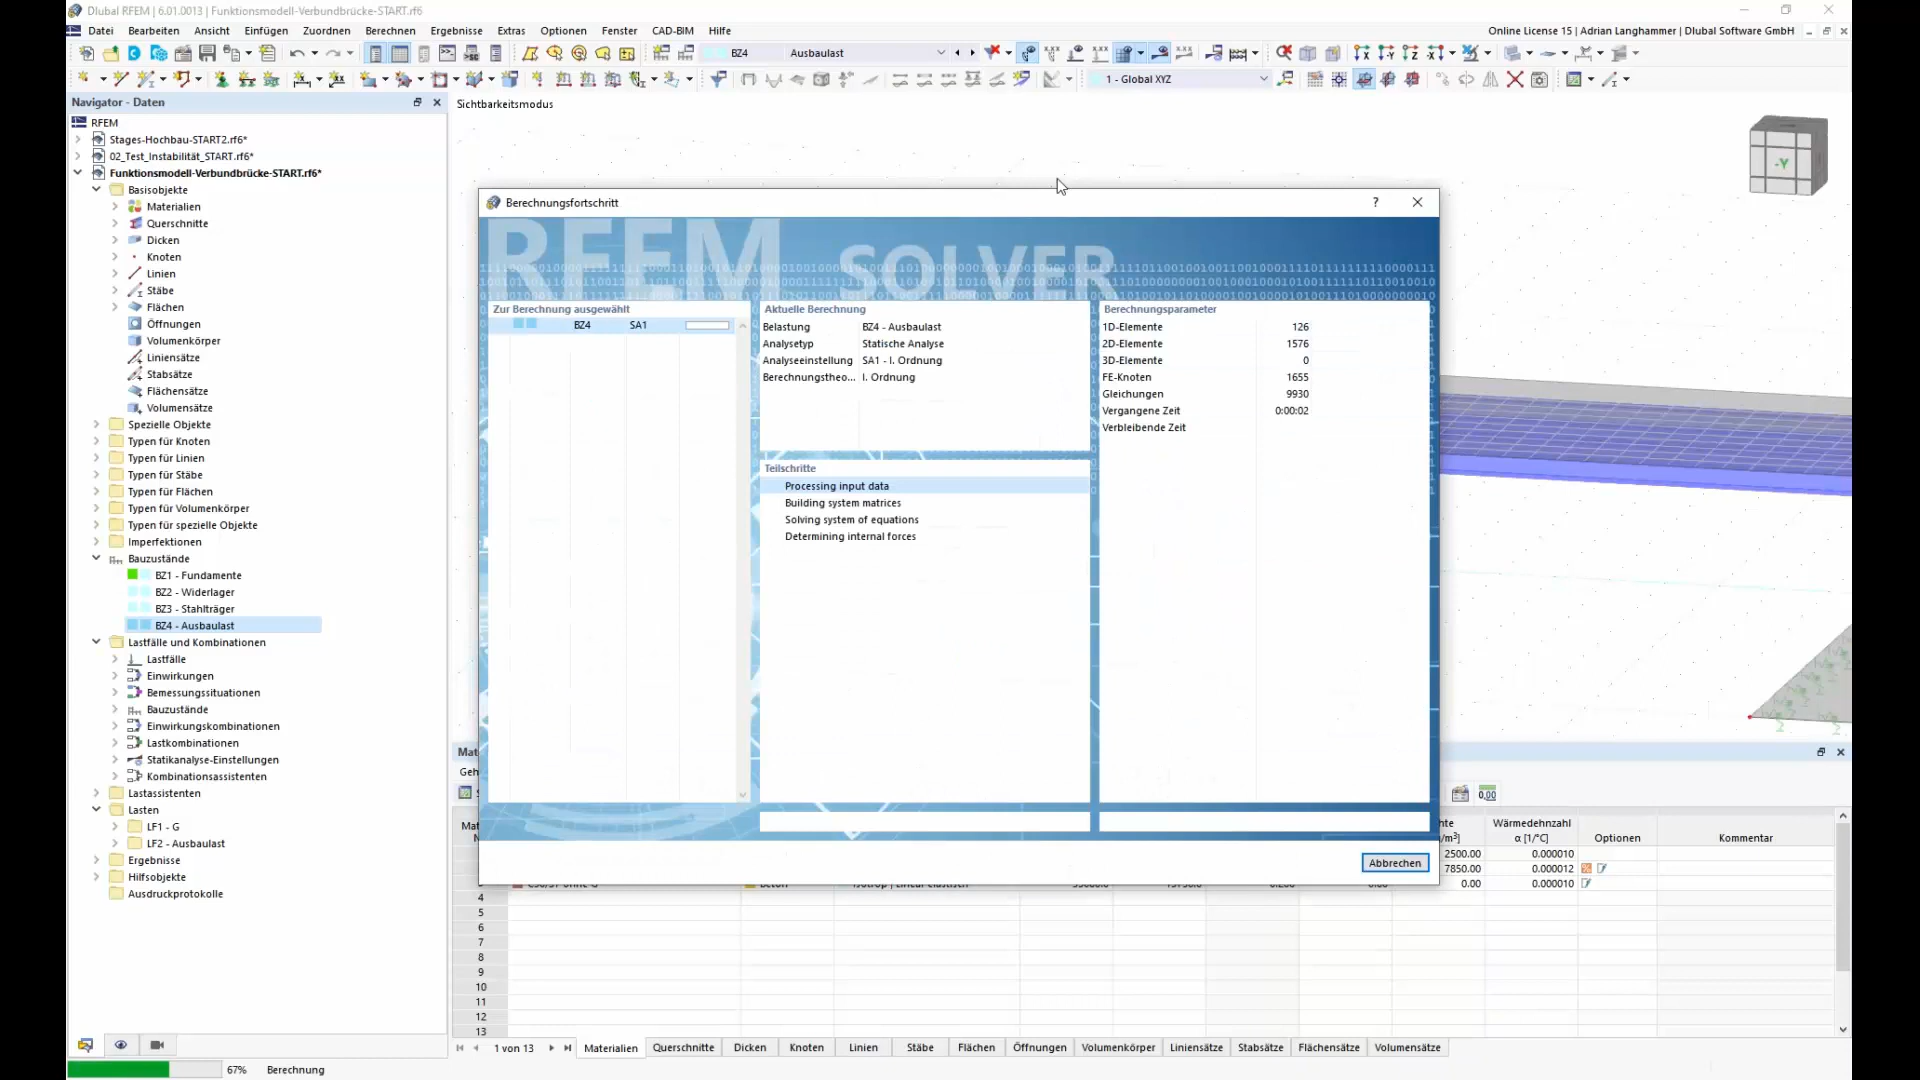 Dlubal RFEM | 6.01.0013 | Funktionsmodell-Verbundbrücke-START.rf6
Datei Bearbeiten Ansicht Einfügen Zuordnen Berechnen Ergebnisse Extras Optionen Fenster CAD-BIM Hilfe
Online License 15 | Adrian Langhammer | Dlubal Software GmbH
BZ4 Ausbaulast
1 - Global XYZ
Navigator - Daten
RFEM
Stages-Hochbau-START2.rf6*
02_Test_Instabilität_START.rf6*
Funktionsmodell-Verbundbrücke-START.rf6*
Basisobjekte
Materialien
Querschnitte
Dicken
Knoten
Linien
Stäbe
Flächen
Öffnungen
Volumenkörper
Liniensätze
Stabsätze
Flächensätze
Volumensätze
Spezielle Objekte
Typen für Knoten
Typen für Linien
Typen für Stäbe
Typen für Flächen
Typen für Volumenkörper
Typen für spezielle Objekte
Imperfektionen
Bauzustände
BZ1 - Fundamente
BZ2 - Widerlager
BZ3 - Stahlträger
BZ4 - Ausbaulast
Lastfälle und Kombinationen
Lastfälle
Einwirkungen
Bemessungssituationen
Bauzustände
Einwirkungskombinationen
Lastkombinationen
Statikanalyse-Einstellungen
Kombinationsassistenten
Lastassistenten
Lasten
LF1 - G
LF2 - Ausbaulast
Ergebnisse
Hilfsobjekte
Ausdruckprotokolle
Sichtbarkeitsmodus
-Y
Berechnungsfortschritt
?
RFEM SOLVER
Zur Berechnung ausgewählt
BZ4 SA1
Aktuelle Berechnung
Belastung BZ4 - Ausbaulast
Analysetyp Statische Analyse
Analyseeinstellung SA1 - I. Ordnung
Berechnungstheo... I. Ordnung
Teilschritte
Processing input data
Building system matrices
Solving system of equations
Determining internal forces
Berechnungsparameter
1D-Elemente 126
2D-Elemente 1576
3D-Elemente 0
FE-Knoten 1655
Gleichungen 9930
Vergangene Zeit 0:00:02
Verbleibende Zeit
Abbrechen
Mat
Geh
0,00
Mat
hte Wärmedehnzahl
/m³] α [1/°C] Optionen Kommentar
2500.00 0.000010
7850.00 0.000012
0.00 0.000010
4
5
6
7
8
9
10
11
12
13
1 von 13 Materialien Querschnitte Dicken Knoten Linien Stäbe Flächen Öffnungen Volumenkörper Liniensätze Stabsätze Flächensätze Volumensätze
67% Berechnung